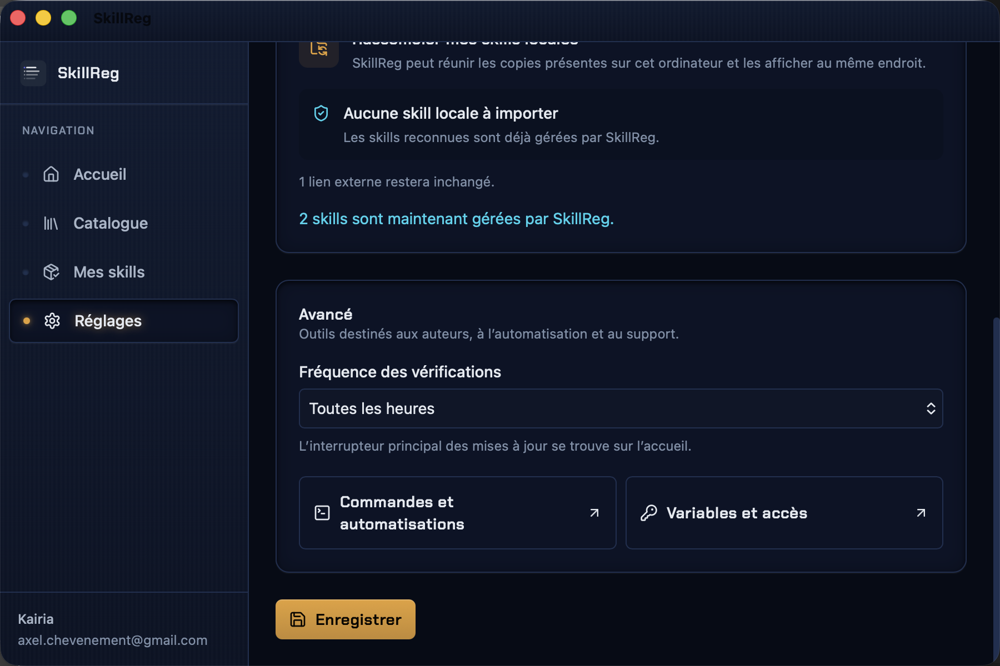 SkillReg
SkillReg
NAVIGATION
Accueil
Catalogue
Mes skills
Réglages
Kairia
axel.chevenement@gmail.com
Rassembler mes skills locales
SkillReg peut réunir les copies présentes sur cet ordinateur et les afficher au même endroit.
Aucune skill locale à importer
Les skills reconnues sont déjà gérées par SkillReg.
1 lien externe restera inchangé.
2 skills sont maintenant gérées par SkillReg.
Avancé
Outils destinés aux auteurs, à l’automatisation et au support.
Fréquence des vérifications
Toutes les heures
L’interrupteur principal des mises à jour se trouve sur l’accueil.
Commandes et
automatisations
Variables et accès
Enregistrer